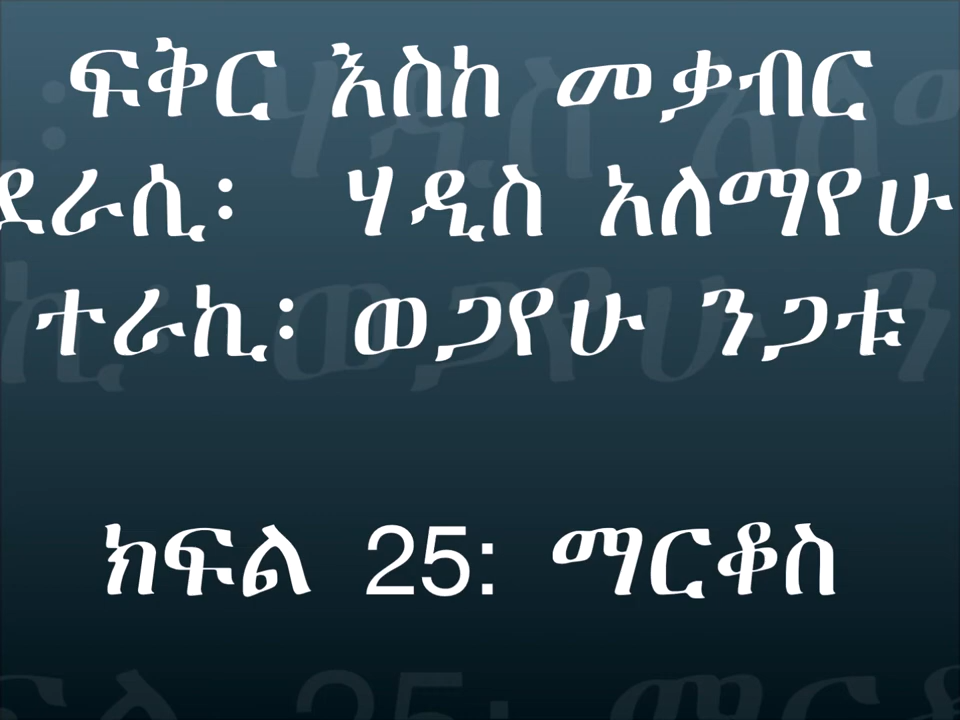 ፍቅር እስከ መቃብር
ደራሲ፡ ሃዲስ አለማየሁ
ተራኪ፡ ወጋየሁ ንጋቱ
ክፍል 25: ማርቆስ